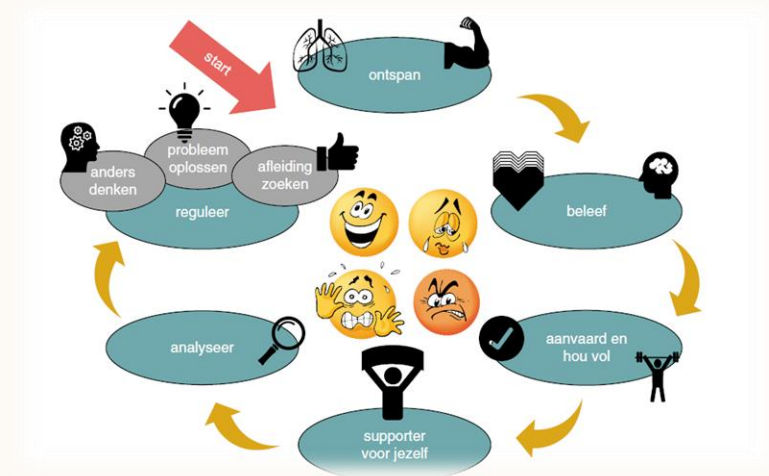 start
ontspan
beleef
aanvaard en
hou vol
supporter
voor jezelf
analyseer
reguleer
anders
denken
probleem
oplossen
afleiding
zoeken